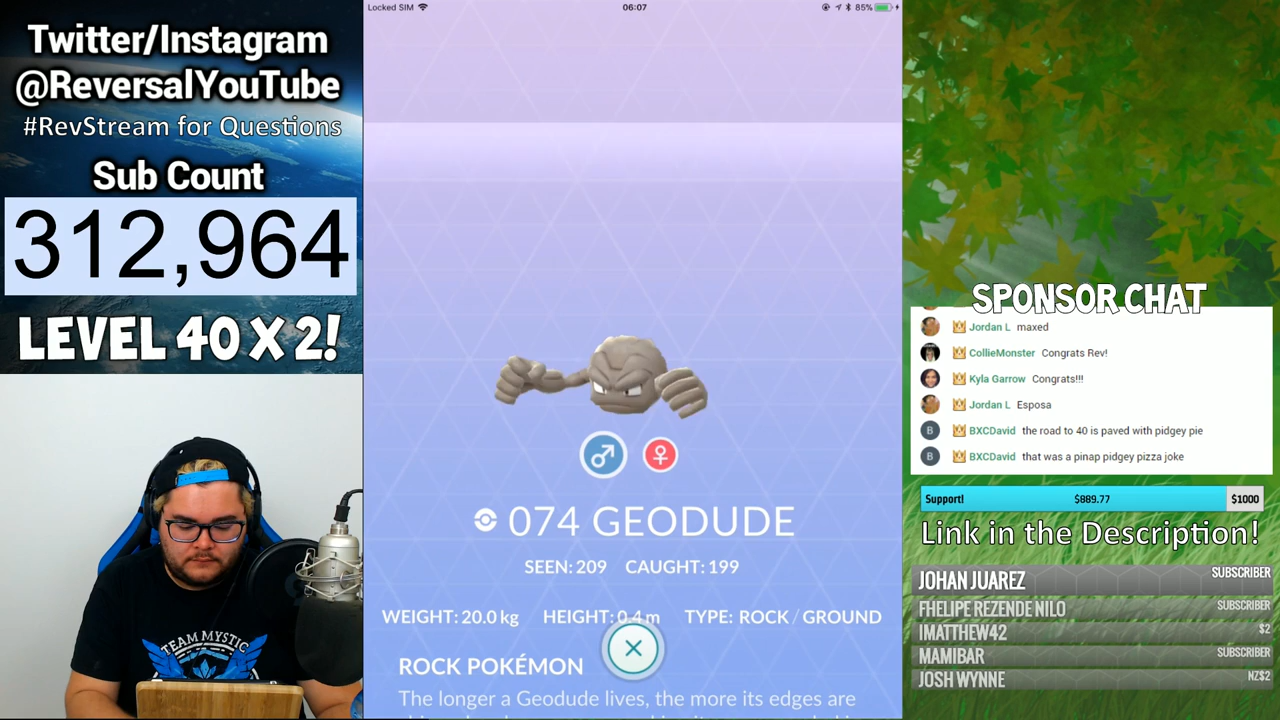 Twitter/Instagram
@ReversalYouTube
#RevStream for Questions
Sub Count
312,964
LEVEL 40 X 2!
TEAM MYSTIC
Locked SIM 06:07 85%
074 GEODUDE
SEEN: 209 CAUGHT: 199
WEIGHT: 20.0 kg HEIGHT: 0.4 m TYPE: ROCK / GROUND
ROCK POKÉMON
The longer a Geodude lives, the more its edges are
SPONSOR CHAT
Jordan L maxed
CollieMonster Congrats Rev!
Kyla Garrow Congrats!!!
Jordan L Esposa
B BXCDavid the road to 40 is paved with pidgey pie
B BXCDavid that was a pinap pidgey pizza joke
Support! $889.77 $1000
Link in the Description!
JOHAN JUAREZ SUBSCRIBER
FHELIPE REZENDE NILO SUBSCRIBER
IMATTHEW42 $2
MAMIBAR SUBSCRIBER
JOSH WYNNE NZ$2